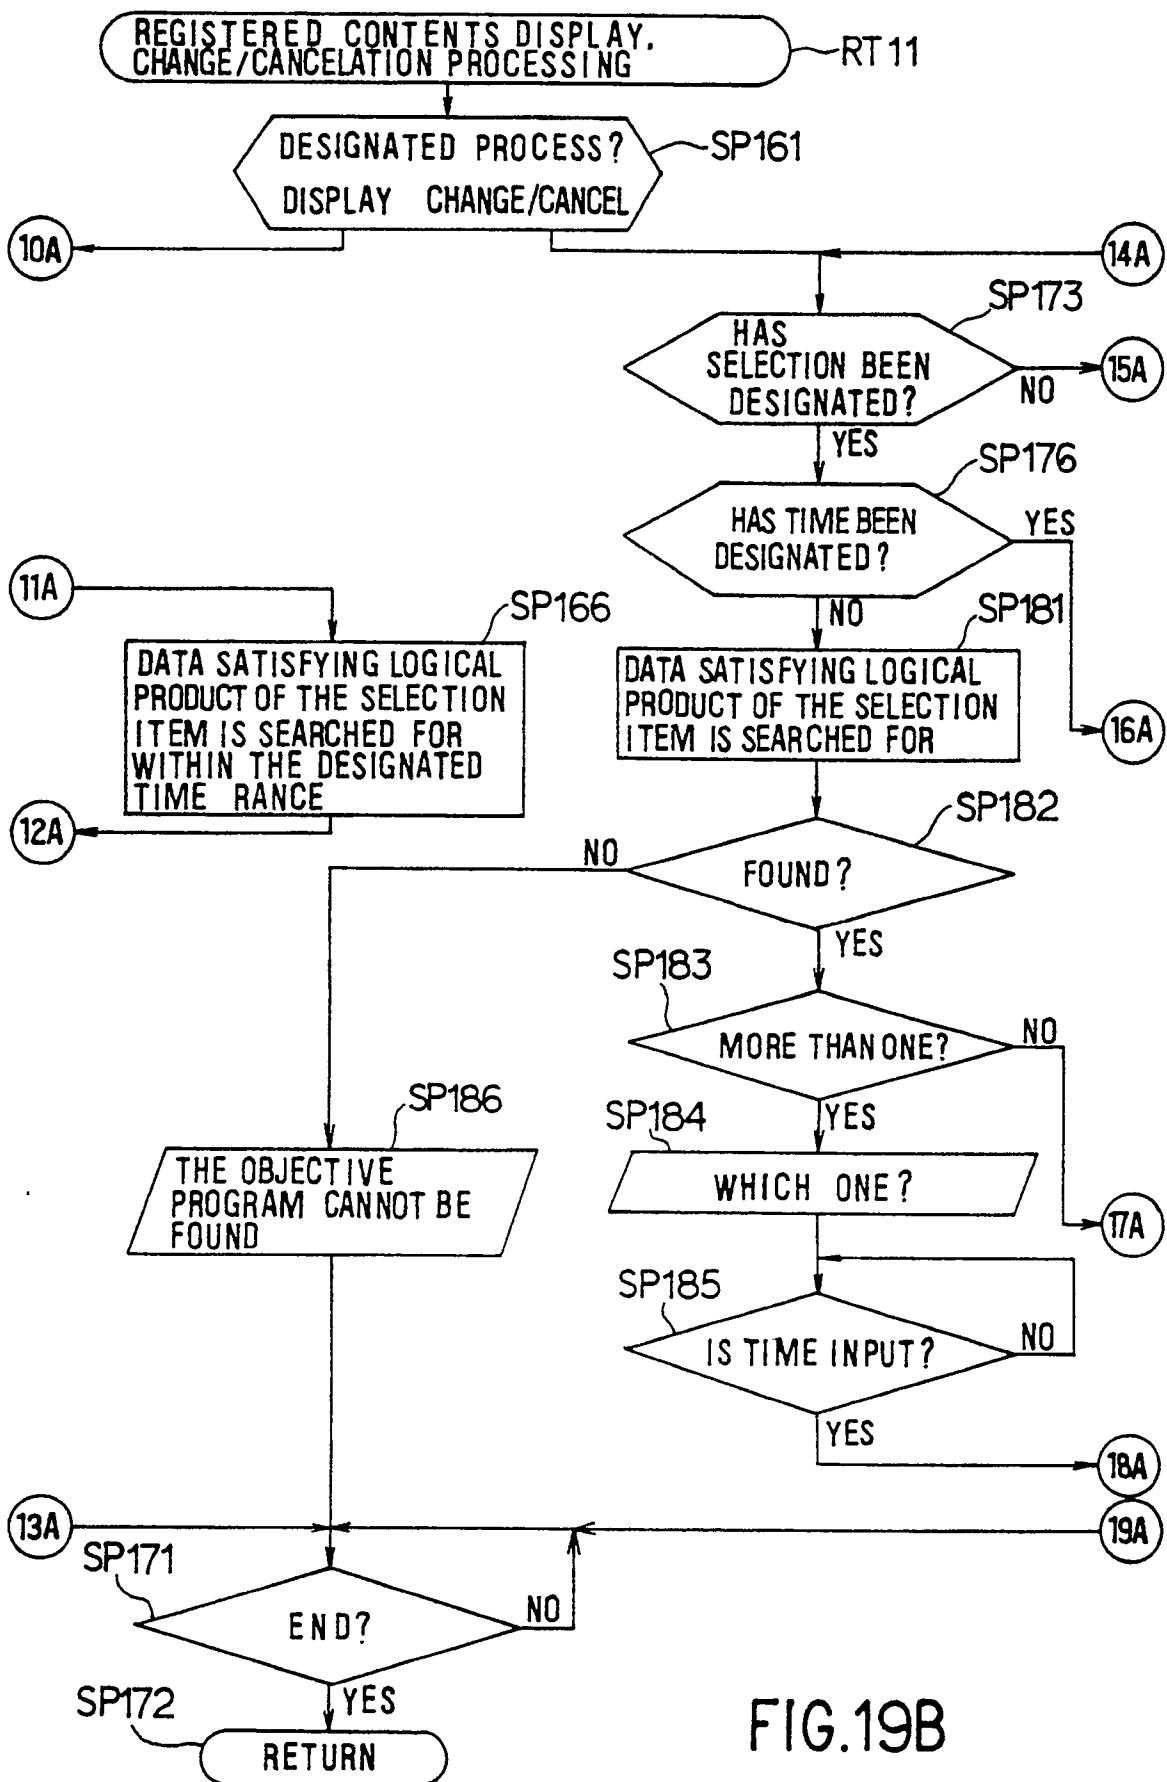 REGISTERED CONTENTS DISPLAY.
CHANGE/CANCELATION PROCESSING
RT11
DESIGNATED PROCESS?
DISPLAY CHANGE/CANCEL
SP161
10A
14A
SP173
HAS
SELECTION BEEN
DESIGNATED?
NO
15A
YES
SP176
HAS TIME BEEN
DESIGNATED?
YES
11A
NO
SP166
SP181
DATA SATISFYING LOGICAL
PRODUCT OF THE SELECTION
ITEM IS SEARCHED FOR
WITHIN THE DESIGNATED
TIME RANCE
DATA SATISFYING LOGICAL
PRODUCT OF THE SELECTION
ITEM IS SEARCHED FOR
16A
12A
SP182
NO
FOUND?
YES
SP183
MORE THAN ONE?
NO
SP186
SP184
YES
THE OBJECTIVE
PROGRAM CANNOT BE
FOUND
WHICH ONE?
17A
SP185
IS TIME INPUT?
NO
YES
18A
13A
19A
SP171
END?
NO
SP172
YES
RETURN
FIG.19B